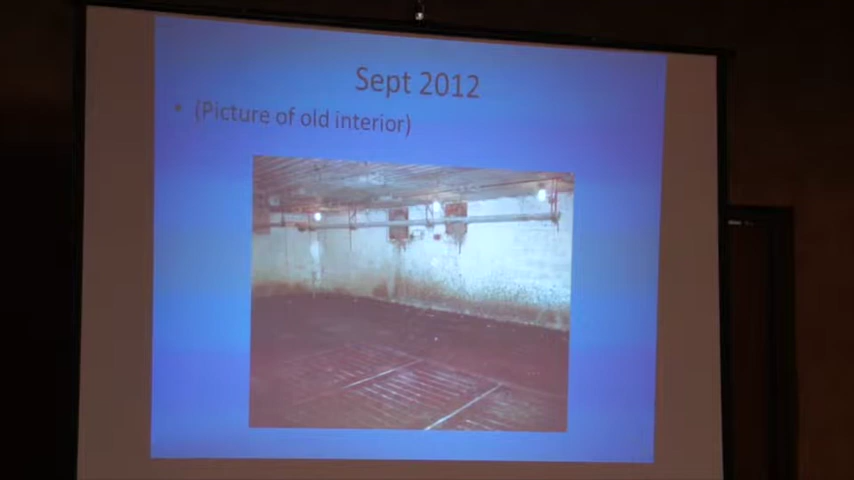 Sept 2012
• (Picture of old interior)